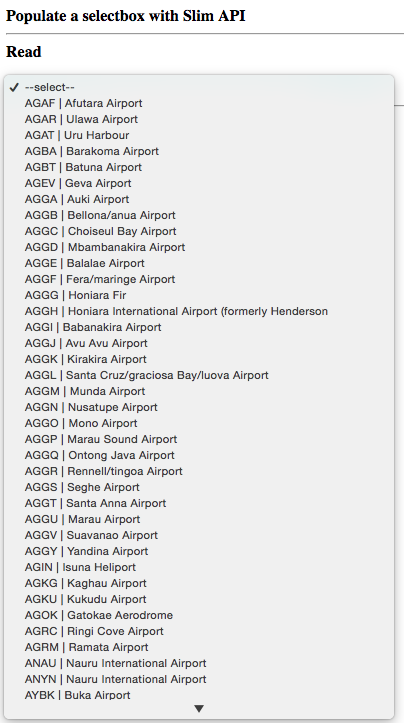 Populate a selectbox with Slim API
Read
--select--
AGAF | Afutara Airport
AGAR | Ulawa Airport
AGAT | Uru Harbour
AGBA | Barakoma Airport
AGBT | Batuna Airport
AGEV | Geva Airport
AGGA | Auki Airport
AGGB | Bellona/anua Airport
AGGC | Choiseul Bay Airport
AGGD | Mbambanakira Airport
AGGE | Balalae Airport
AGGF | Fera/maringe Airport
AGGG | Honiara Fir
AGGH | Honiara International Airport (formerly Henderson
AGGI | Babanakira Airport
AGGJ | Avu Avu Airport
AGGK | Kirakira Airport
AGGL | Santa Cruz/graciosa Bay/luova Airport
AGGM | Munda Airport
AGGN | Nusatupe Airport
AGGO | Mono Airport
AGGP | Marau Sound Airport
AGGQ | Ontong Java Airport
AGGR | Rennell/tingoa Airport
AGGS | Seghe Airport
AGGT | Santa Anna Airport
AGGU | Marau Airport
AGGV | Suavanao Airport
AGGY | Yandina Airport
AGIN | Isuna Heliport
AGKG | Kaghau Airport
AGKU | Kukudu Airport
AGOK | Gatokae Aerodrome
AGRC | Ringi Cove Airport
AGRM | Ramata Airport
ANAU | Nauru International Airport
ANYN | Nauru International Airport
AYBK | Buka Airport